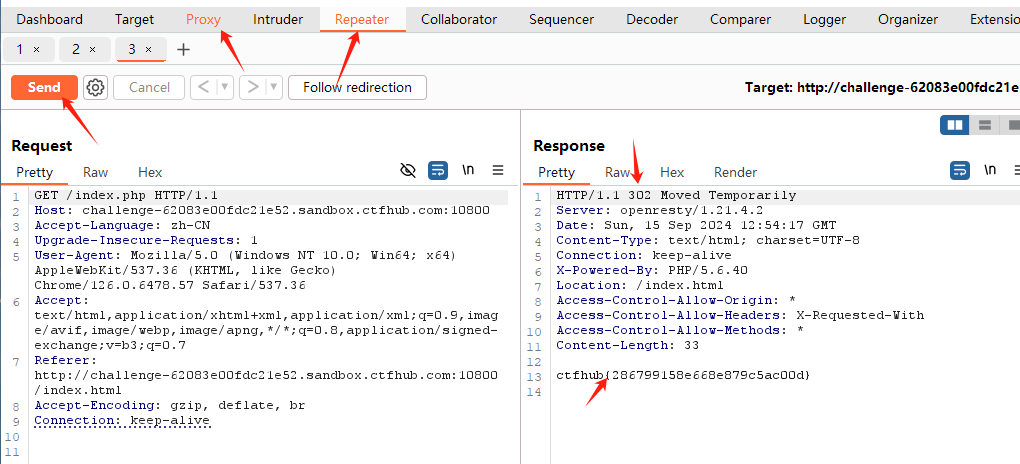 Dashboard Target Proxy Intruder Repeater Collaborator Sequencer Decoder Comparer Logger Organizer Extensio
1 × 2 × 3 × +
Send Cancel < > Follow redirection Target: http://challenge-62083e00fdc21e
Request
Pretty Raw Hex \n
1 GET /index.php HTTP/1.1
2 Host: challenge-62083e00fdc21e52.sandbox.ctfhub.com:10800
3 Accept-Language: zh-CN
4 Upgrade-Insecure-Requests: 1
5 User-Agent: Mozilla/5.0 (Windows NT 10.0; Win64; x64)
AppleWebKit/537.36 (KHTML, like Gecko)
Chrome/126.0.6478.57 Safari/537.36
6 Accept:
text/html,application/xhtml+xml,application/xml;q=0.9,imag
e/avif,image/webp,image/apng,*/*;q=0.8,application/signed-
exchange;v=b3;q=0.7
7 Referer:
http://challenge-62083e00fdc21e52.sandbox.ctfhub.com:10800
/index.html
8 Accept-Encoding: gzip, deflate, br
9 Connection: keep-alive
10
11
Response
Pretty Raw Hex Render \n
1 HTTP/1.1 302 Moved Temporarily
2 Server: openresty/1.21.4.2
3 Date: Sun, 15 Sep 2024 12:54:17 GMT
4 Content-Type: text/html; charset=UTF-8
5 Connection: keep-alive
6 X-Powered-By: PHP/5.6.40
7 Location: /index.html
8 Access-Control-Allow-Origin: *
9 Access-Control-Allow-Headers: X-Requested-With
10 Access-Control-Allow-Methods: *
11 Content-Length: 33
12
13 ctfhub{286799158e668e879c5ac00d}
14